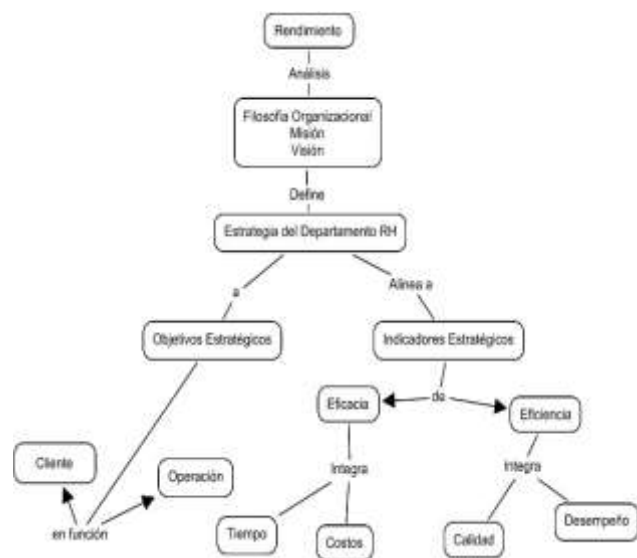 Rendimiento
Análisis
Filosofía Organizacional
Misión
Visión
Define
Estrategia del Departamento RH
a
Alinea a
Objetivos Estratégicos
Indicadores Estratégicos
Eficacia
de
Eficiencia
Cliente
Operación
Integra
Integra
en función
Tiempo
Costos
Calidad
Desempeño